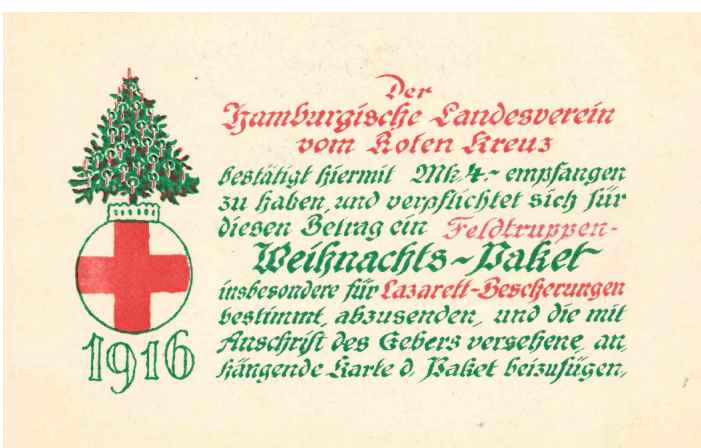 Der
Hamburgische Landesverein
vom Roten Kreuz
bestätigt hiermit Mk 4.- empfangen
zu haben, und verpflichtet sich für
diesen Betrag ein Feldtruppen-
Weihnachts-Paket
insbesondere für Lazarett-Bescherungen
bestimmt, abzusenden, und die mit
Anschrift des Gebers versehene, an,
hängende Karte d. Paket beizufügen,
1916